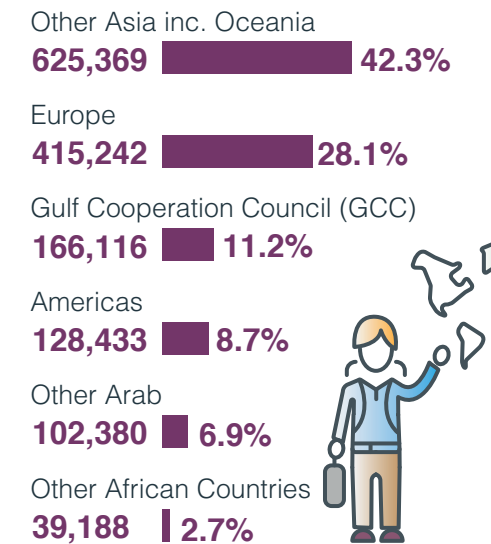 Other Asia inc. Oceania
625,369 42.3%
Europe
415,242 28.1%
Gulf Cooperation Council (GCC)
166,116 11.2%
Americas
128,433 8.7%
Other Arab
102,380 6.9%
Other African Countries
39,188 2.7%